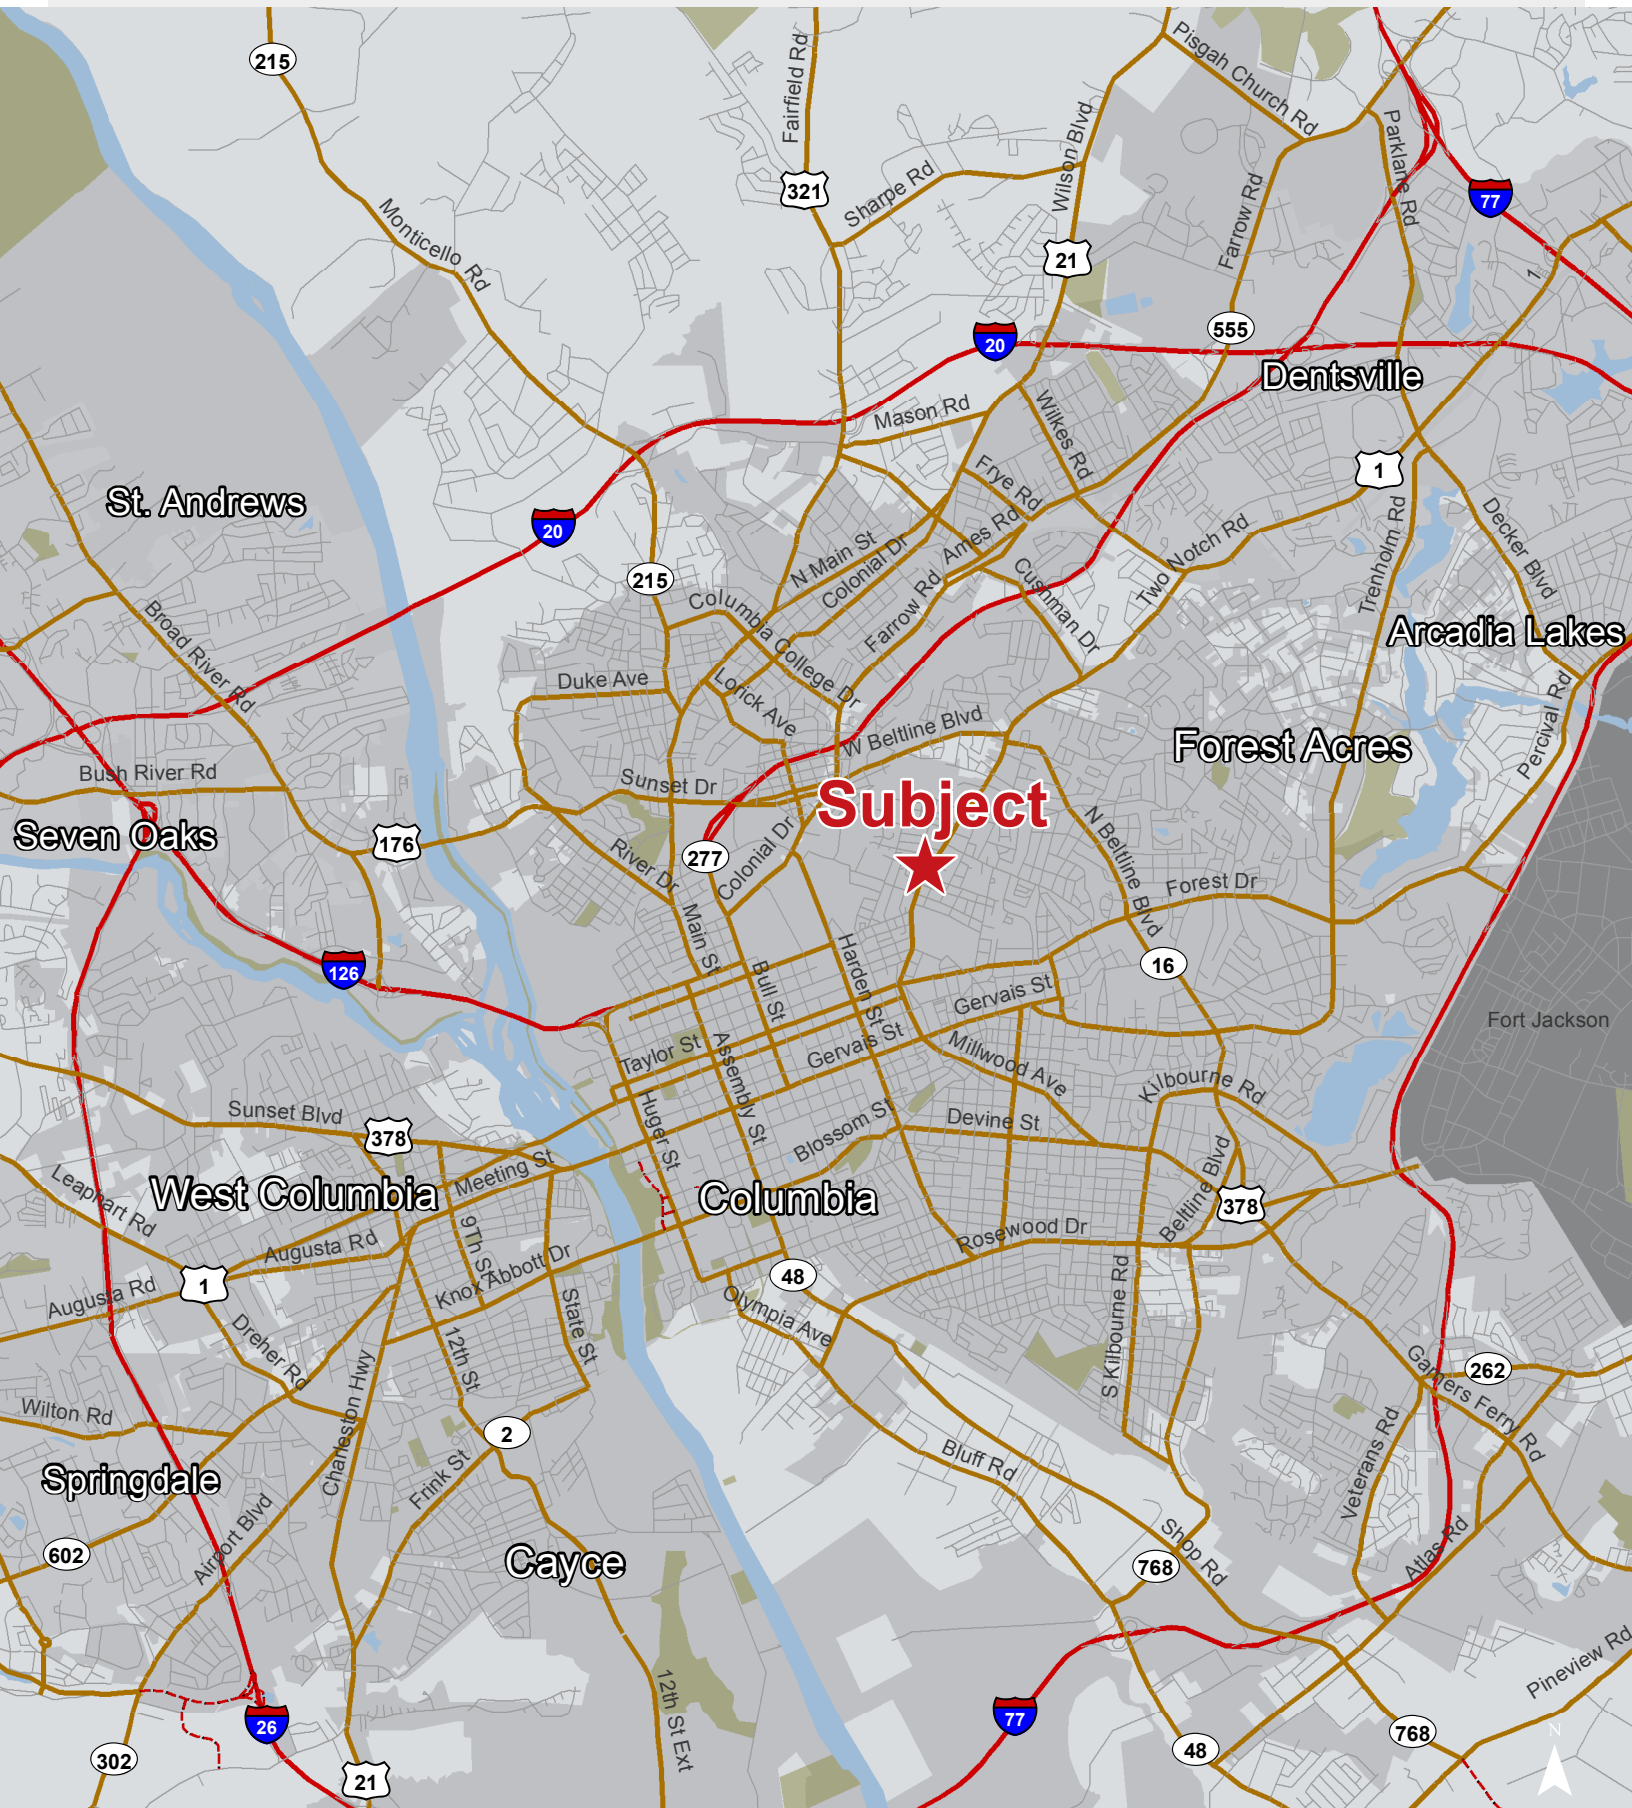 215
Fairfield Rd
Pisgah Church Rd
Wilson Blvd
Parklane Rd
321
Sharpe Rd
77
Farrow Rd
Monticello Rd
21
1
555
20
Dentsville
Mason Rd
Wilkes Rd
1
Frye Rd
St. Andrews
20
Ames Rd
Two Notch Rd
Trenholm Rd
Decker Blvd
N Main St
Colonial Dr
215
Cushman Dr
Columbia College Dr
Farrow Rd
Broad River Rd
Arcadia Lakes
Duke Ave
Lorick Ave
W Beltline Blvd
Percival Rd
Forest Acres
Bush River Rd
Sunset Dr
Subject
Seven Oaks
176
N Beltline Blvd
277
River Dr
Colonial Dr
Forest Dr
Main St
Harden St
126
Bull St
16
Gervais St
Fort Jackson
Taylor St
Assembly St
Gervais St
Millwood Ave
Kilbourne Rd
Sunset Blvd
378
Huger St
Blossom St
Devine St
Meeting St
Beltline Blvd
Leaphart Rd
West Columbia
Columbia
378
9Th St
Rosewood Dr
Augusta Rd
Knox Abbott Dr
1
48
Augusta Rd
Olympia Ave
S Kilbourne Rd
State St
Dreher Rd
12th St
Charleston Hwy
262
Garners Ferry Rd
Wilton Rd
2
Veterans Rd
Bluff Rd
Springdale
Frink St
Airport Blvd
Shop Rd
Atlas Rd
602
Cayce
768
Pineview Rd
12th St Ext
26
77
768
N
302
48
21